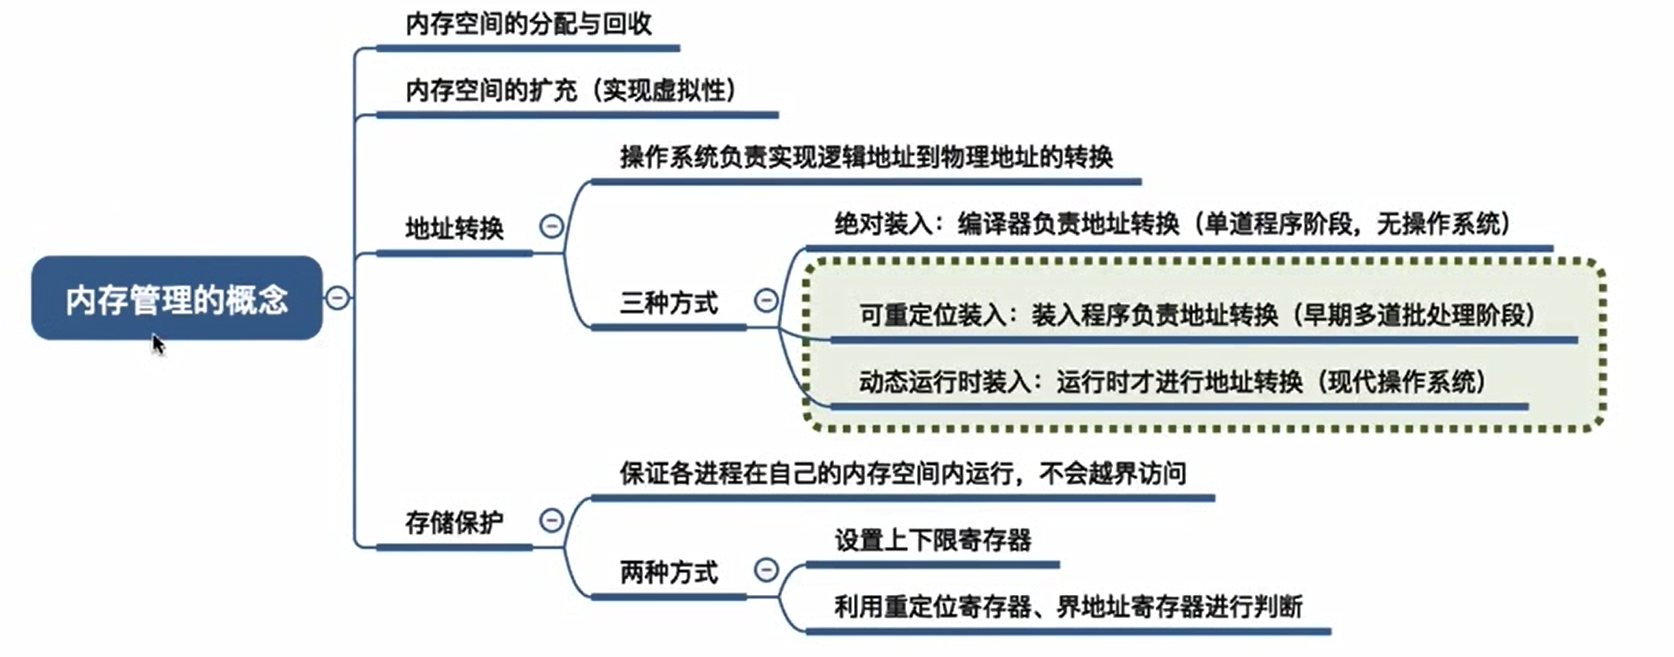 内存空间的分配与回收
内存空间的扩充（实现虚拟性）
操作系统负责实现逻辑地址到物理地址的转换
地址转换
绝对装入：编译器负责地址转换（单道程序阶段，无操作系统）
三种方式
可重定位装入：装入程序负责地址转换（早期多道批处理阶段）
动态运行时装入：运行时才进行地址转换（现代操作系统）
内存管理的概念
保证各进程在自己的内存空间内运行，不会越界访问
存储保护
设置上下限寄存器
两种方式
利用重定位寄存器、界地址寄存器进行判断